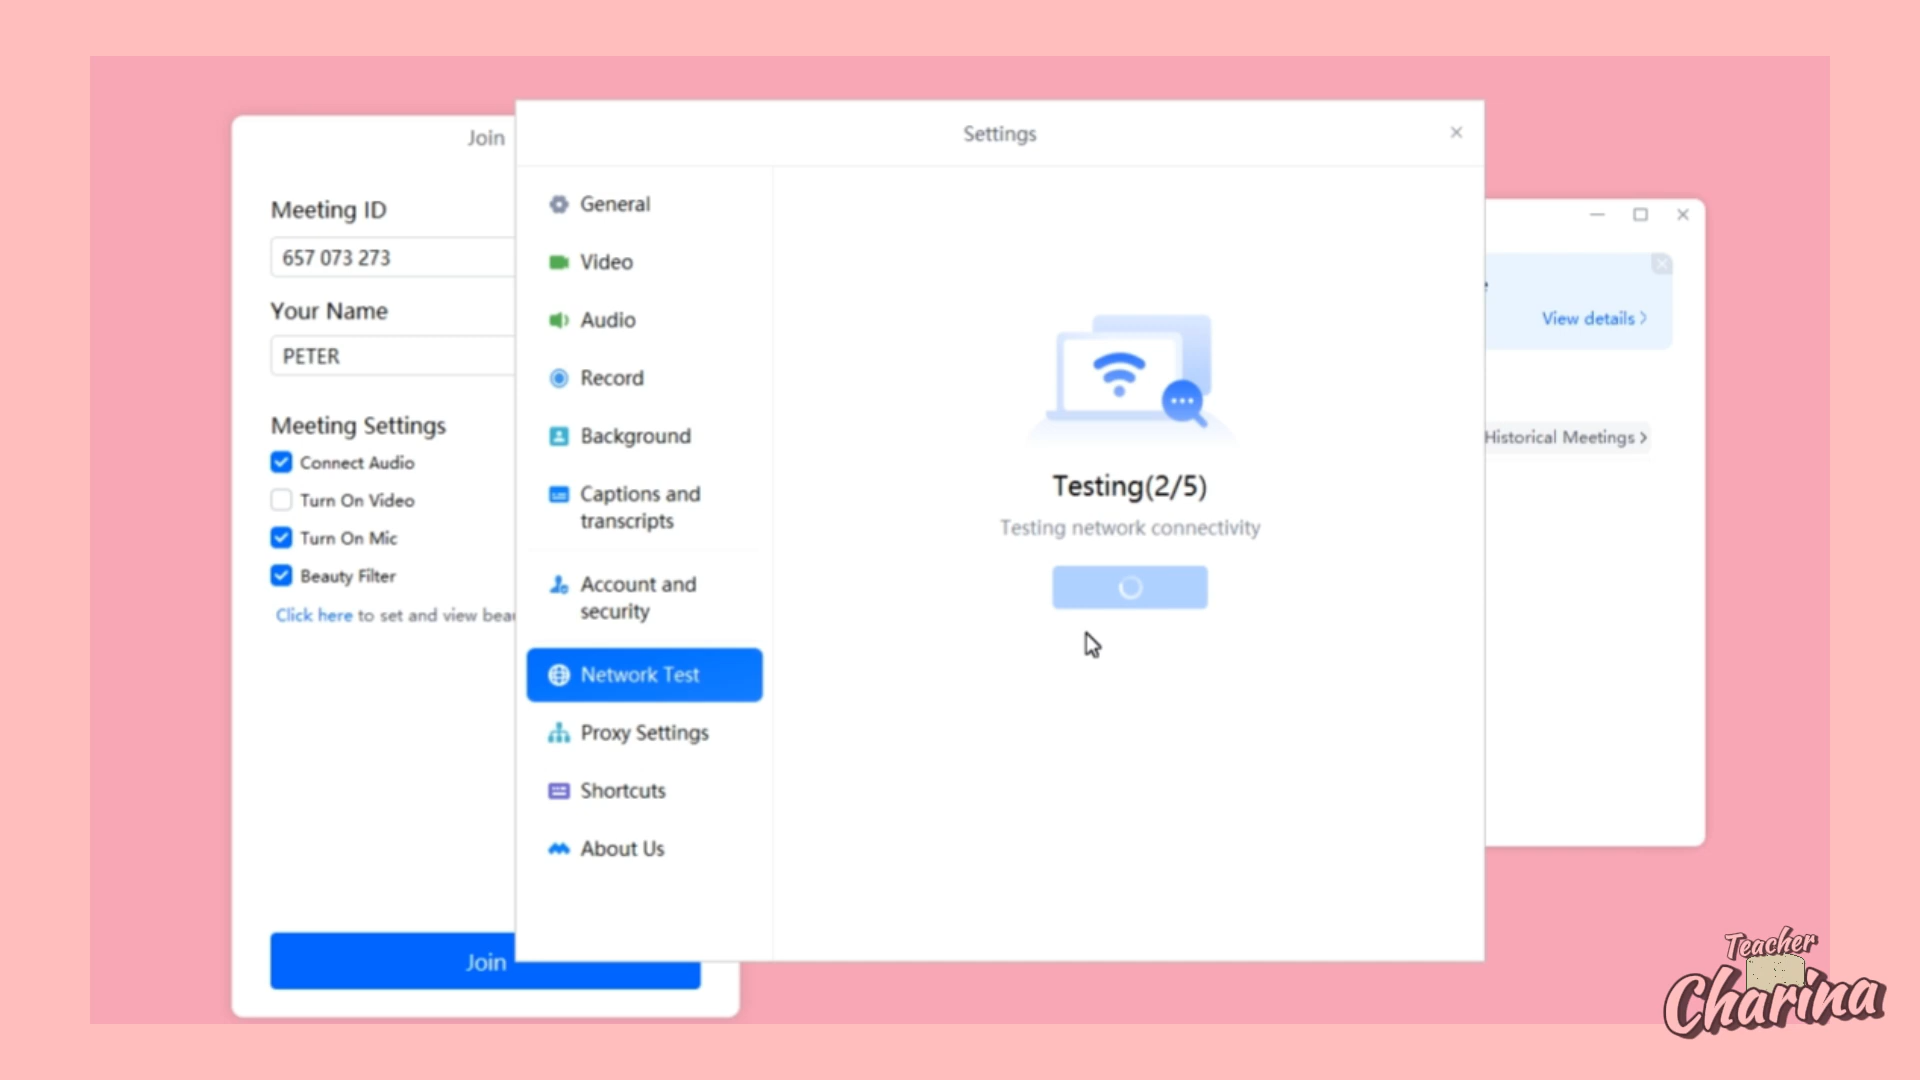 Join
Meeting ID
657 073 273
Your Name
PETER
Meeting Settings
Connect Audio
Turn On Video
Turn On Mic
Beauty Filter
Click here to set and view
Join
Settings
General
Video
Audio
Record
Background
Captions and
transcripts
Account and
security
Network Test
Proxy Settings
Shortcuts
About Us
Testing(2/5)
Testing network connectivity
View details
Historical Meetings
Teacher
Charina